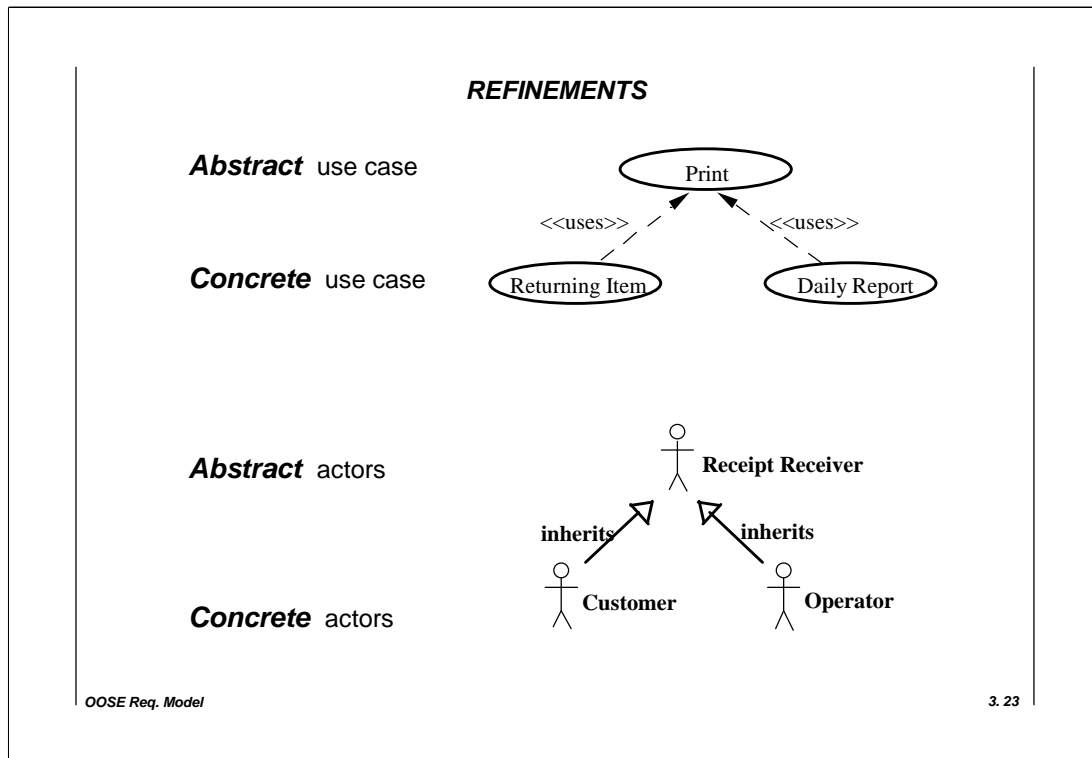 REFINEMENTS
Abstract use case
Print
<<uses>> <<uses>>
Concrete use case
Returning Item
Daily Report
Abstract actors
Receipt Receiver
inherits inherits
Customer
Operator
Concrete actors
OOSE Req. Model
3. 23